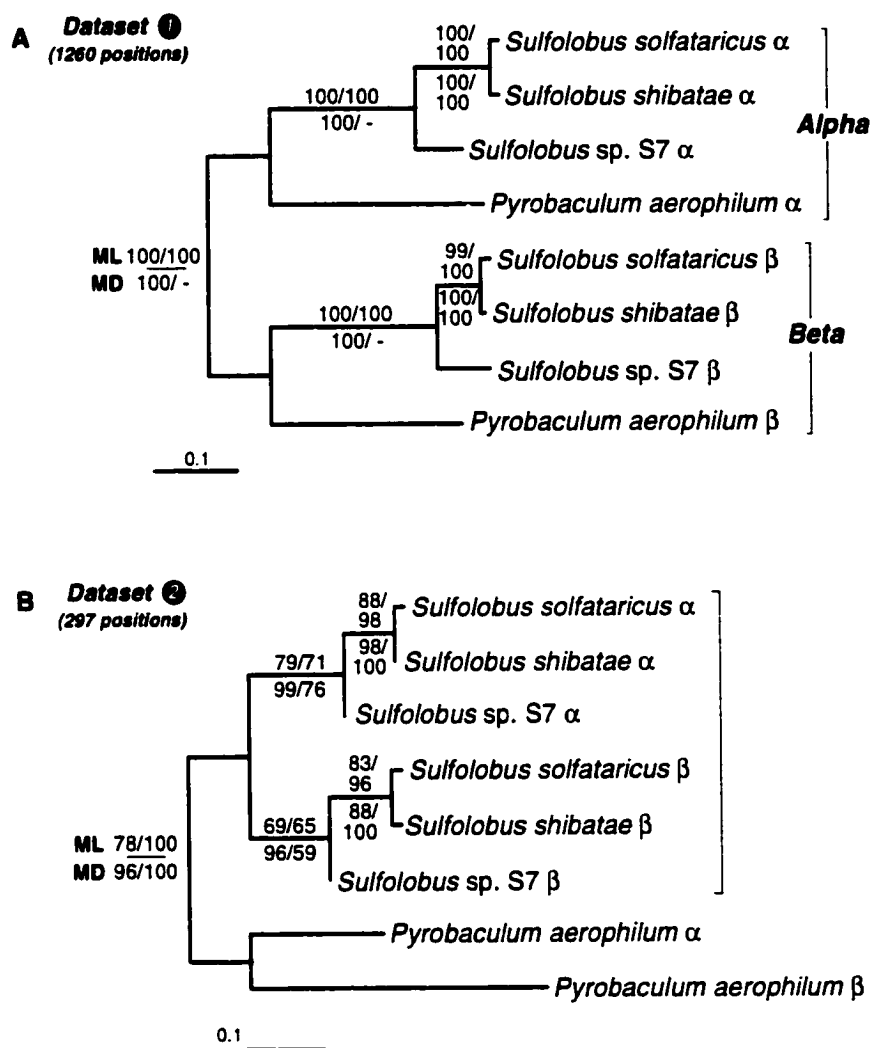 A Dataset ❶
(1260 positions)
100/
100
Sulfolobus solfataricus α
100/100
100/
100
Sulfolobus shibatae α
100/ -
Alpha
Sulfolobus sp. S7 α
Pyrobaculum aerophilum α
ML 100/100
MD 100/ -
99/
100
Sulfolobus solfataricus β
100/100
100/
100
Sulfolobus shibatae β
100/ -
Beta
Sulfolobus sp. S7 β
Pyrobaculum aerophilum β
0.1
B Dataset ❷
(297 positions)
88/
98
Sulfolobus solfataricus α
79/71
98/
100
Sulfolobus shibatae α
99/76
Sulfolobus sp. S7 α
83/
96
Sulfolobus solfataricus β
69/65
88/
100
Sulfolobus shibatae β
96/59
ML 78/100
MD 96/100
Sulfolobus sp. S7 β
Pyrobaculum aerophilum α
Pyrobaculum aerophilum β
0.1